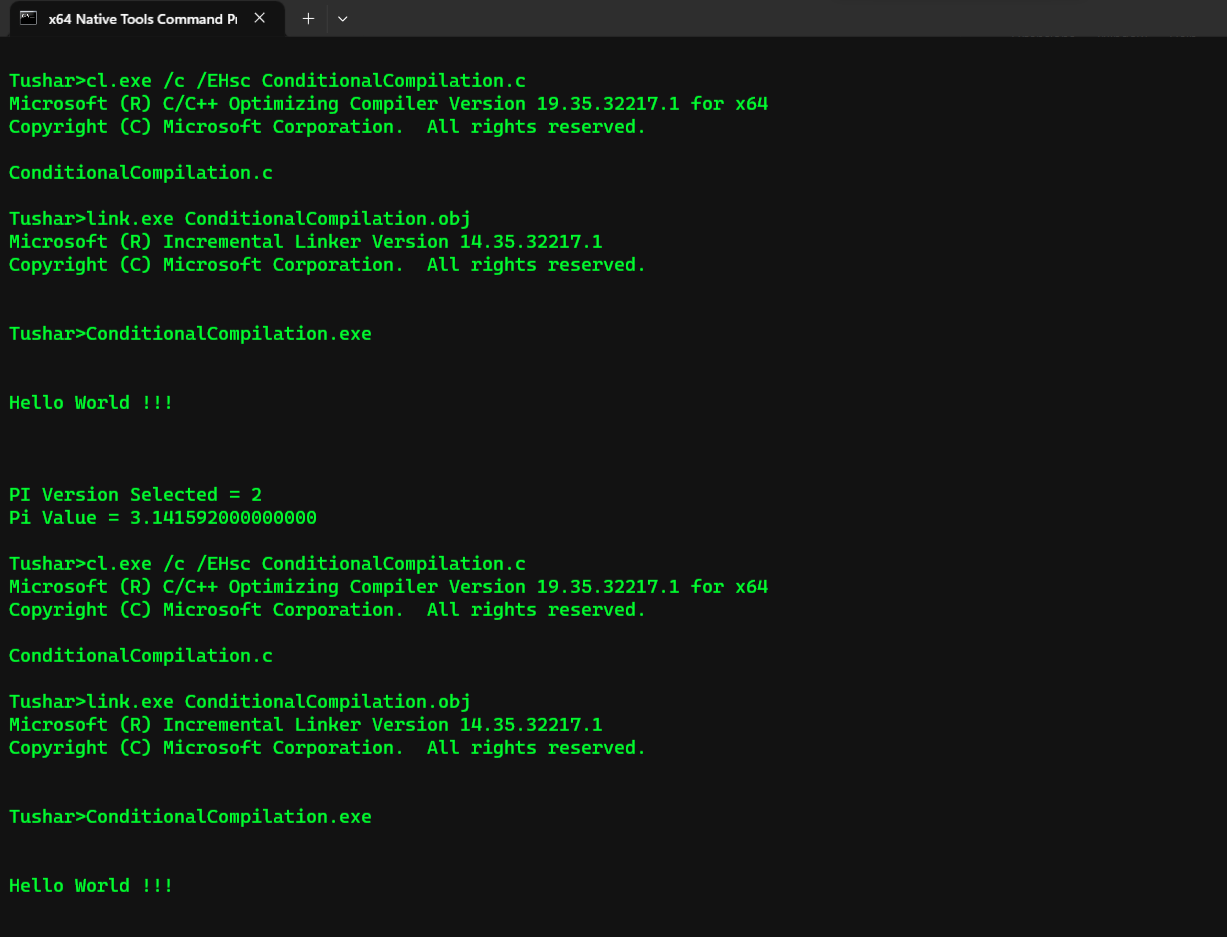 x64 Native Tools Command P
Tushar>cl.exe /c /EHsc ConditionalCompilation.c
Microsoft (R) C/C++ Optimizing Compiler Version 19.35.32217.1 for x64
Copyright (C) Microsoft Corporation.  All rights reserved.
ConditionalCompilation.c
Tushar>link.exe ConditionalCompilation.obj
Microsoft (R) Incremental Linker Version 14.35.32217.1
Copyright (C) Microsoft Corporation.  All rights reserved.
Tushar>ConditionalCompilation.exe
Hello World !!!
PI Version Selected = 2
Pi Value = 3.141592000000000
Tushar>cl.exe /c /EHsc ConditionalCompilation.c
Microsoft (R) C/C++ Optimizing Compiler Version 19.35.32217.1 for x64
Copyright (C) Microsoft Corporation.  All rights reserved.
ConditionalCompilation.c
Tushar>link.exe ConditionalCompilation.obj
Microsoft (R) Incremental Linker Version 14.35.32217.1
Copyright (C) Microsoft Corporation.  All rights reserved.
Tushar>ConditionalCompilation.exe
Hello World !!!